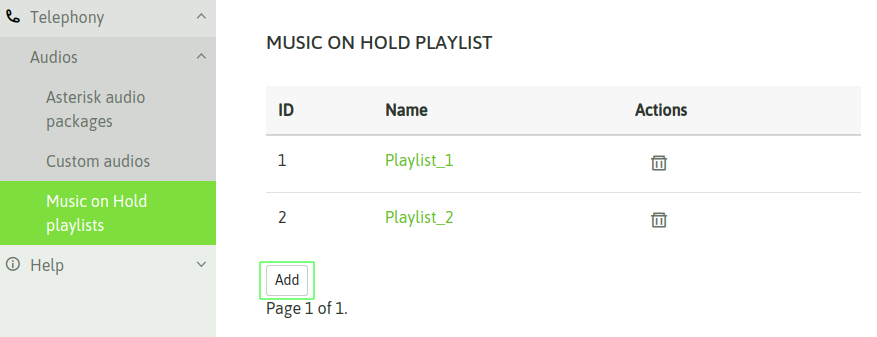 Telephony
Audios
Asterisk audio
packages
Custom audios
Music on Hold
playlists
Help
MUSIC ON HOLD PLAYLIST
ID Name Actions
1 Playlist_1
2 Playlist_2
Add
Page 1 of 1.